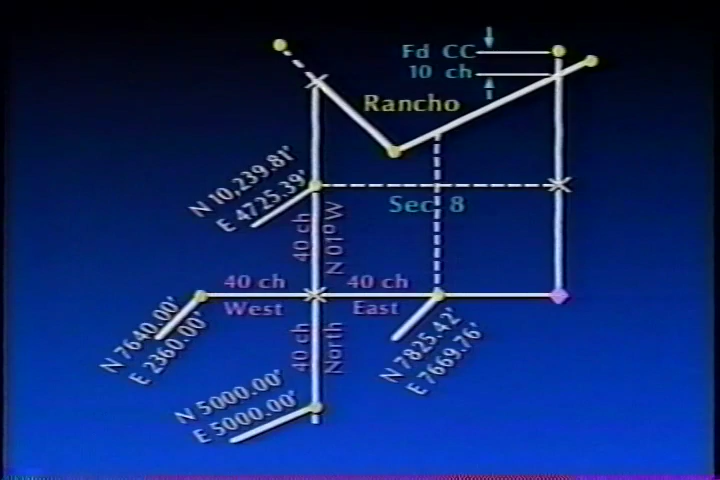 Fd CC
10 ch
Rancho
N 10,239.81'
E 4725.39'
Sec 8
40 ch
N 01° W
40 ch
West
40 ch
East
N 7640.00'
E 2360.00'
40 ch
North
N 7825.42'
E 7669.76'
N 5000.00'
E 5000.00'